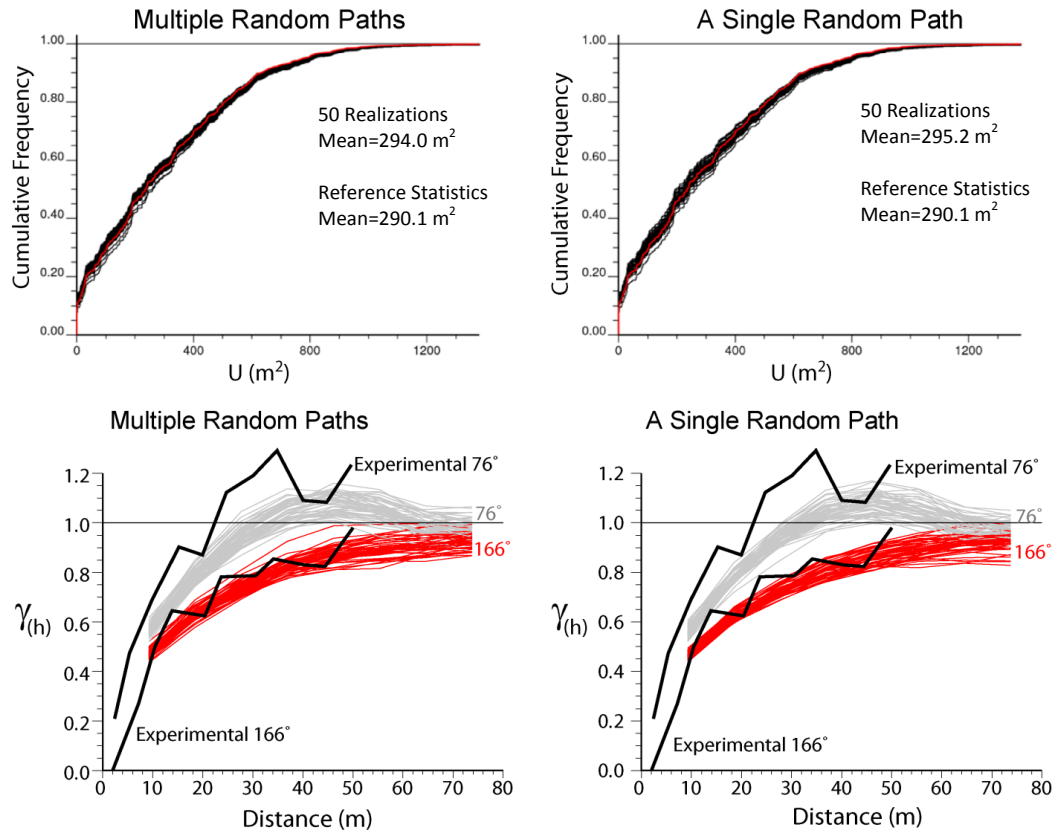 Multiple Random Paths
1.00
0.80
0.60
0.40
0.20
0.00
Cumulative Frequency
50 Realizations
Mean=294.0 m²
Reference Statistics
Mean=290.1 m²
0 400 800 1200
U (m²)
A Single Random Path
1.00
0.80
0.60
0.40
0.20
0.00
Cumulative Frequency
50 Realizations
Mean=295.2 m²
Reference Statistics
Mean=290.1 m²
0 400 800 1200
U (m²)
Multiple Random Paths
1.2
1.0
0.8
0.6
0.4
0.2
0.0
γ(h)
Experimental 76°
76°
166°
Experimental 166°
0 10 20 30 40 50 60 70 80
Distance (m)
A Single Random Path
1.2
1.0
0.8
0.6
0.4
0.2
0.0
γ(h)
Experimental 76°
76°
166°
Experimental 166°
0 10 20 30 40 50 60 70 80
Distance (m)